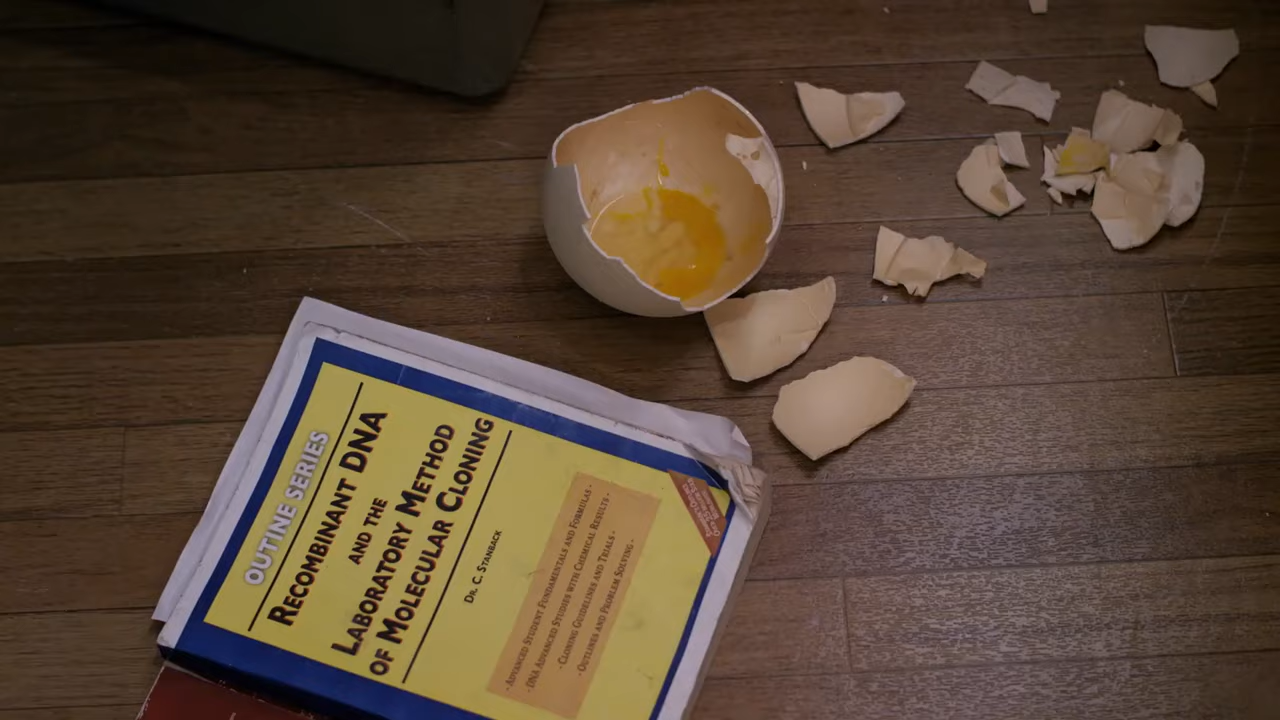 OUTLINE SERIES
RECOMBINANT DNA
AND THE
LABORATORY METHOD
OF MOLECULAR CLONING
DR. C. STANBACK
- ADVANCED STUDENT FUNDAMENTALS AND FORMULAS -
- DNA ADVANCED STUDIES WITH CHEMICAL RESULTS -
- CLONING GUIDELINES AND TRIALS -
- OUTLINES AND PROBLEM SOLVING -